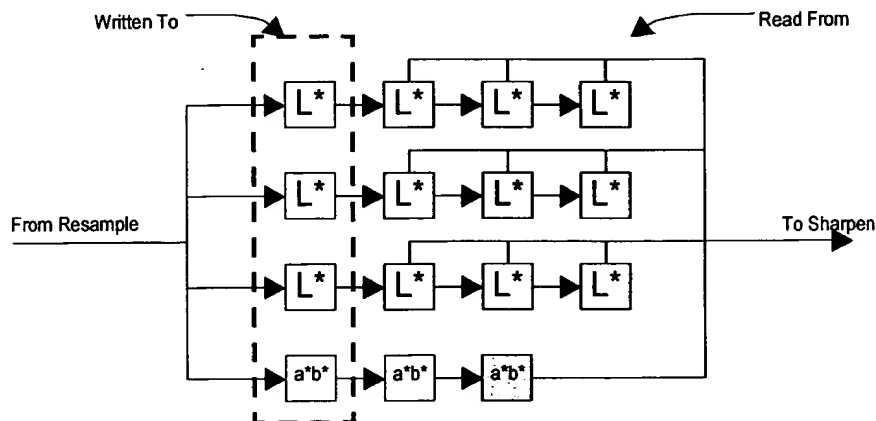 Written To
Read From
L* L* L* L*
L* L* L* L*
From Resample
To Sharpen
L* L* L* L*
a*b* a*b* a*b*